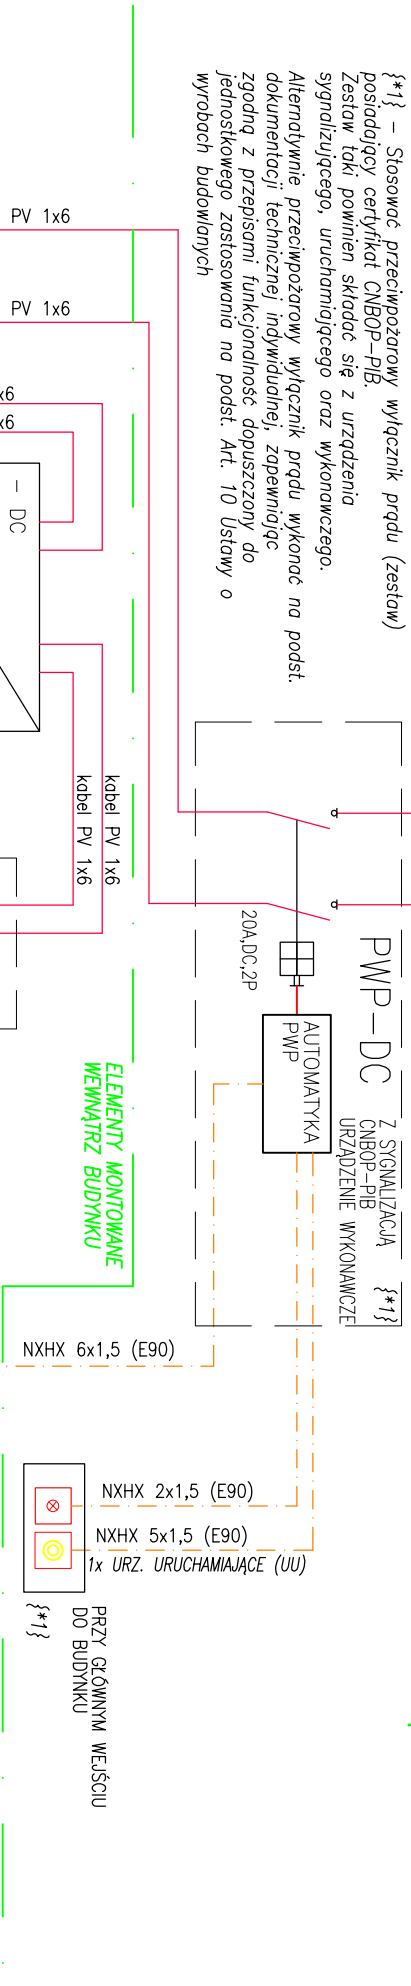 {*1} – Stosować przeciwpożarowy wyłącznik prądu (zestaw)
posiadający certyfikat CNBOP–PIB.
Zestaw taki powinien składać się z urządzenia
sygnalizującego, uruchamiającego oraz wykonawczego.
Alternatywnie przeciwpożarowy wyłącznik prądu wykonać na podst.
dokumentacji technicznej indywidualnej, zapewniając
zgodną z przepisami funkcjonalność dopuszczony do
jednostkowego zastosowania na podst. Art. 10 Ustawy o
wyrobach budowlanych
PV 1x6
PV 1x6
x6
x6
– DC
kabel PV 1x6
kabel PV 1x6
20A,DC,2P
PWP–DC
Z SYGNALIZACJĄ
CNBOP–PIB
URZĄDZENIE WYKONAWCZE
{*1}
AUTOMATYKA
PWP
ELEMENTY MONTOWANE
WEWNĄTRZ BUDYNKU
NXHX 6x1,5 (E90)
NXHX 2x1,5 (E90)
NXHX 5x1,5 (E90)
1x URZ. URUCHAMIAJĄCE (UU)
PRZY GŁÓWNYM WEJŚCIU
DO BUDYNKU
{*1}